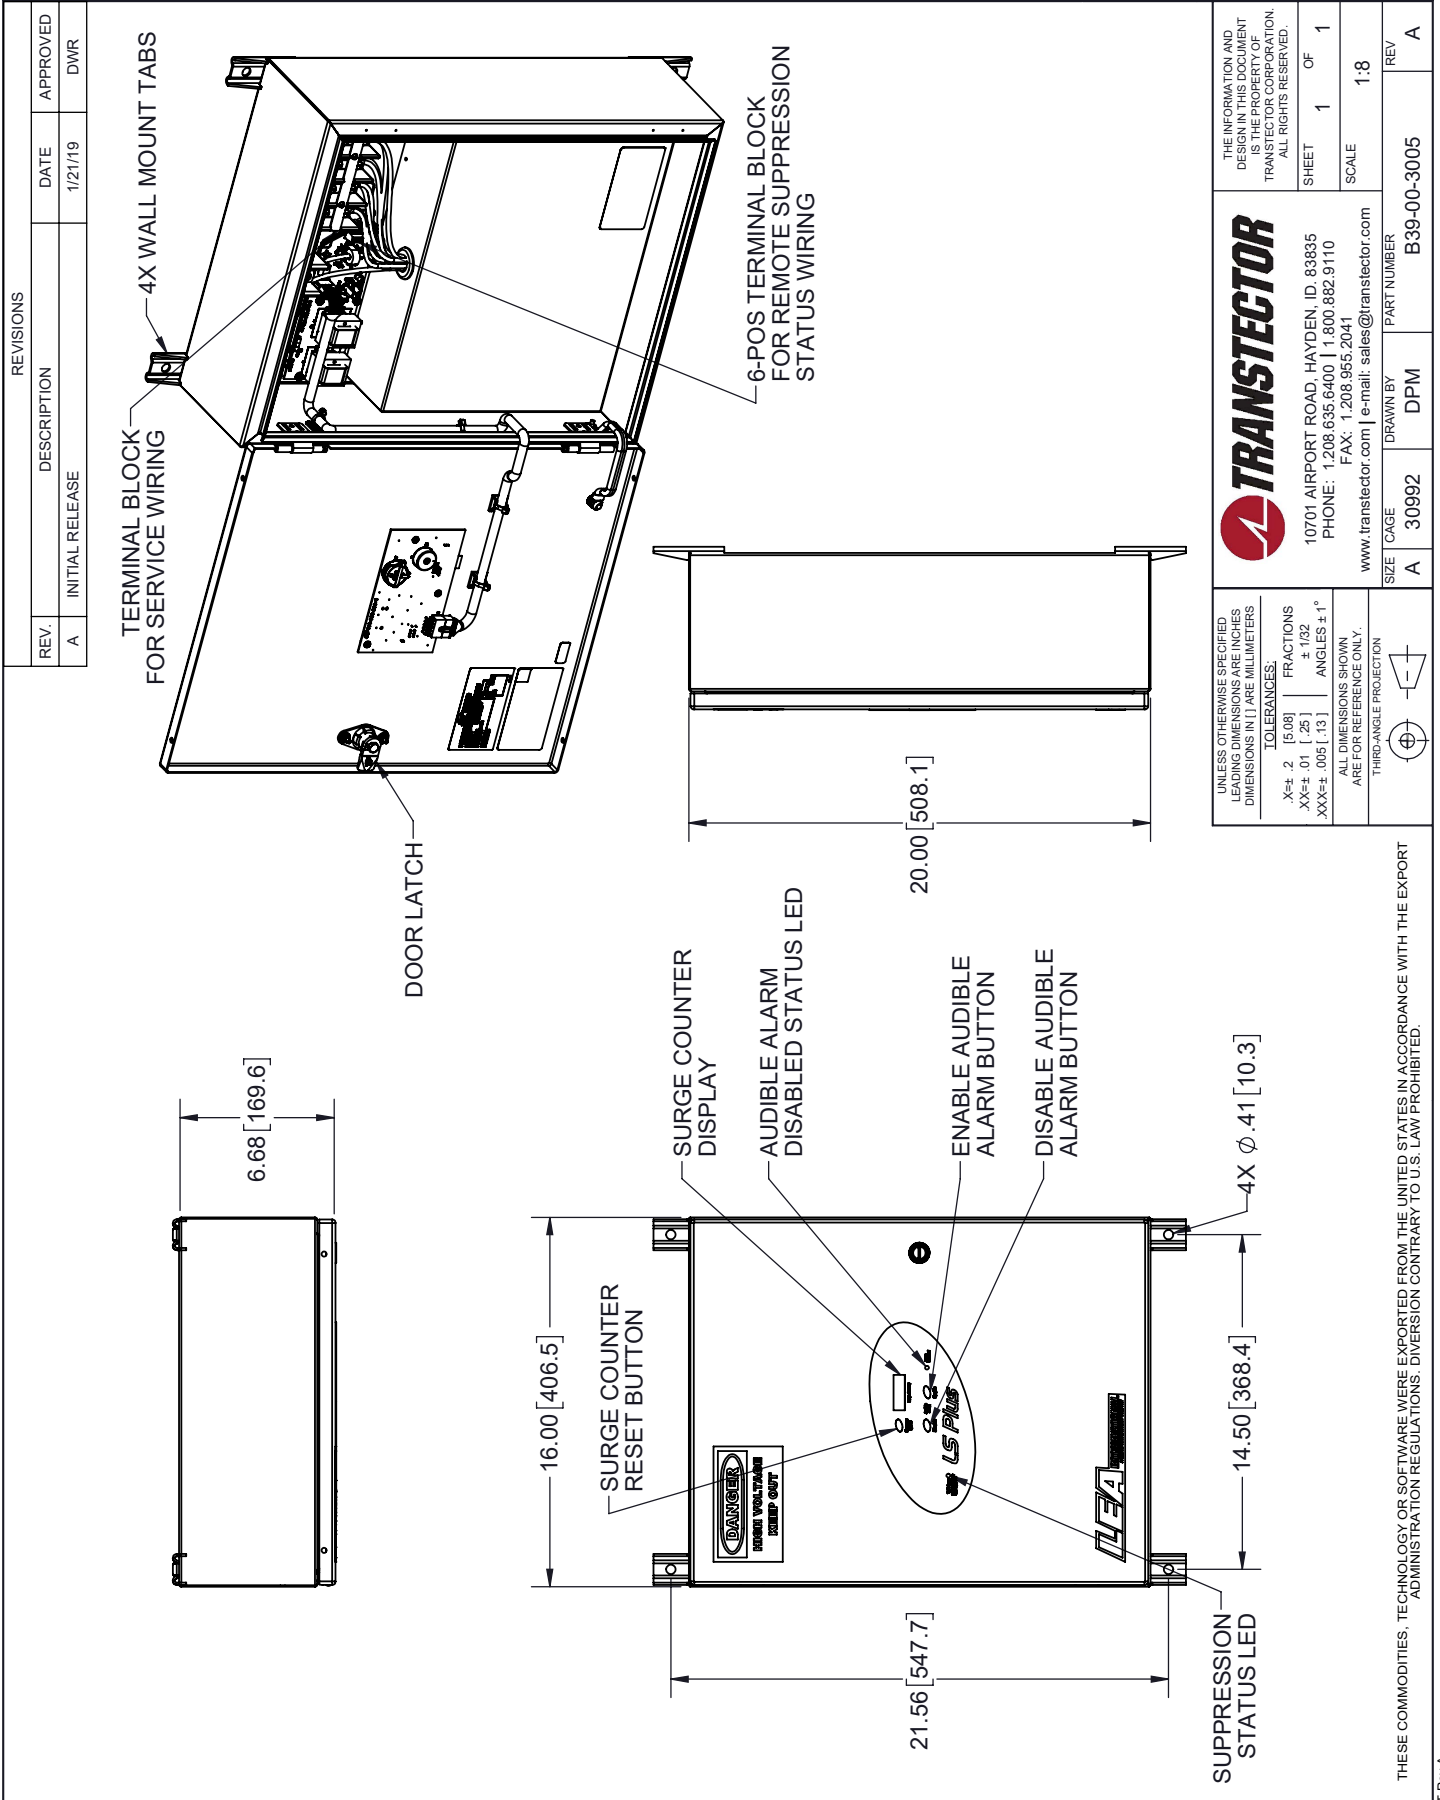 REVISIONS
REV. DESCRIPTION DATE APPROVED
A INITIAL RELEASE 1/21/19 DWR
6.68 [169.6]
TERMINAL BLOCK
FOR SERVICE WIRING
4X WALL MOUNT TABS
DOOR LATCH
6-POS TERMINAL BLOCK
FOR REMOTE SUPPRESSION
STATUS WIRING
16.00 [406.5]
SURGE COUNTER
RESET BUTTON
SURGE COUNTER
DISPLAY
AUDIBLE ALARM
DISABLED STATUS LED
ENABLE AUDIBLE
ALARM BUTTON
DISABLE AUDIBLE
ALARM BUTTON
4X Ø .41 [10.3]
DANGER
HIGH VOLTAGE
KEEP OUT
LS Plus
LEA
21.56 [547.7]
14.50 [368.4]
SUPPRESSION
STATUS LED
20.00 [508.1]
UNLESS OTHERWISE SPECIFIED
LEADING DIMENSIONS ARE INCHES
DIMENSIONS IN [ ] ARE MILLIMETERS
TOLERANCES:
.X=± .2 [5.08]
.XX=± .01 [.25]
.XXX=± .005 [.13]
FRACTIONS
± 1/32
ANGLES ± 1°
ALL DIMENSIONS SHOWN
ARE FOR REFERENCE ONLY.
THIRD-ANGLE PROJECTION
TRANSTECTOR
10701 AIRPORT ROAD, HAYDEN, ID. 83835
PHONE: 1.208.635.6400 | 1.800.882.9110
FAX: 1.208.955.2041
www.transtector.com | e-mail: sales@transtector.com
THE INFORMATION AND
DESIGN IN THIS DOCUMENT
IS THE PROPERTY OF
TRANSTECTOR CORPORATION.
ALL RIGHTS RESERVED.
SHEET 1 OF 1
SCALE 1:8
SIZE A
CAGE 30992
DRAWN BY DPM
PART NUMBER B39-00-3005
REV A
THESE COMMODITIES, TECHNOLOGY OR SOFTWARE WERE EXPORTED FROM THE UNITED STATES IN ACCORDANCE WITH THE EXPORT
ADMINISTRATION REGULATIONS. DIVERSION CONTRARY TO U.S. LAW PROHIBITED.